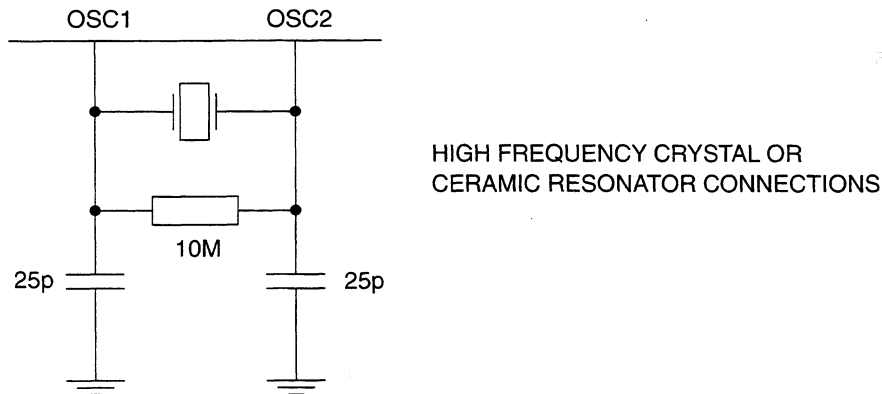 OSC1 OSC2
HIGH FREQUENCY CRYSTAL OR
CERAMIC RESONATOR CONNECTIONS
10M
25p 25p